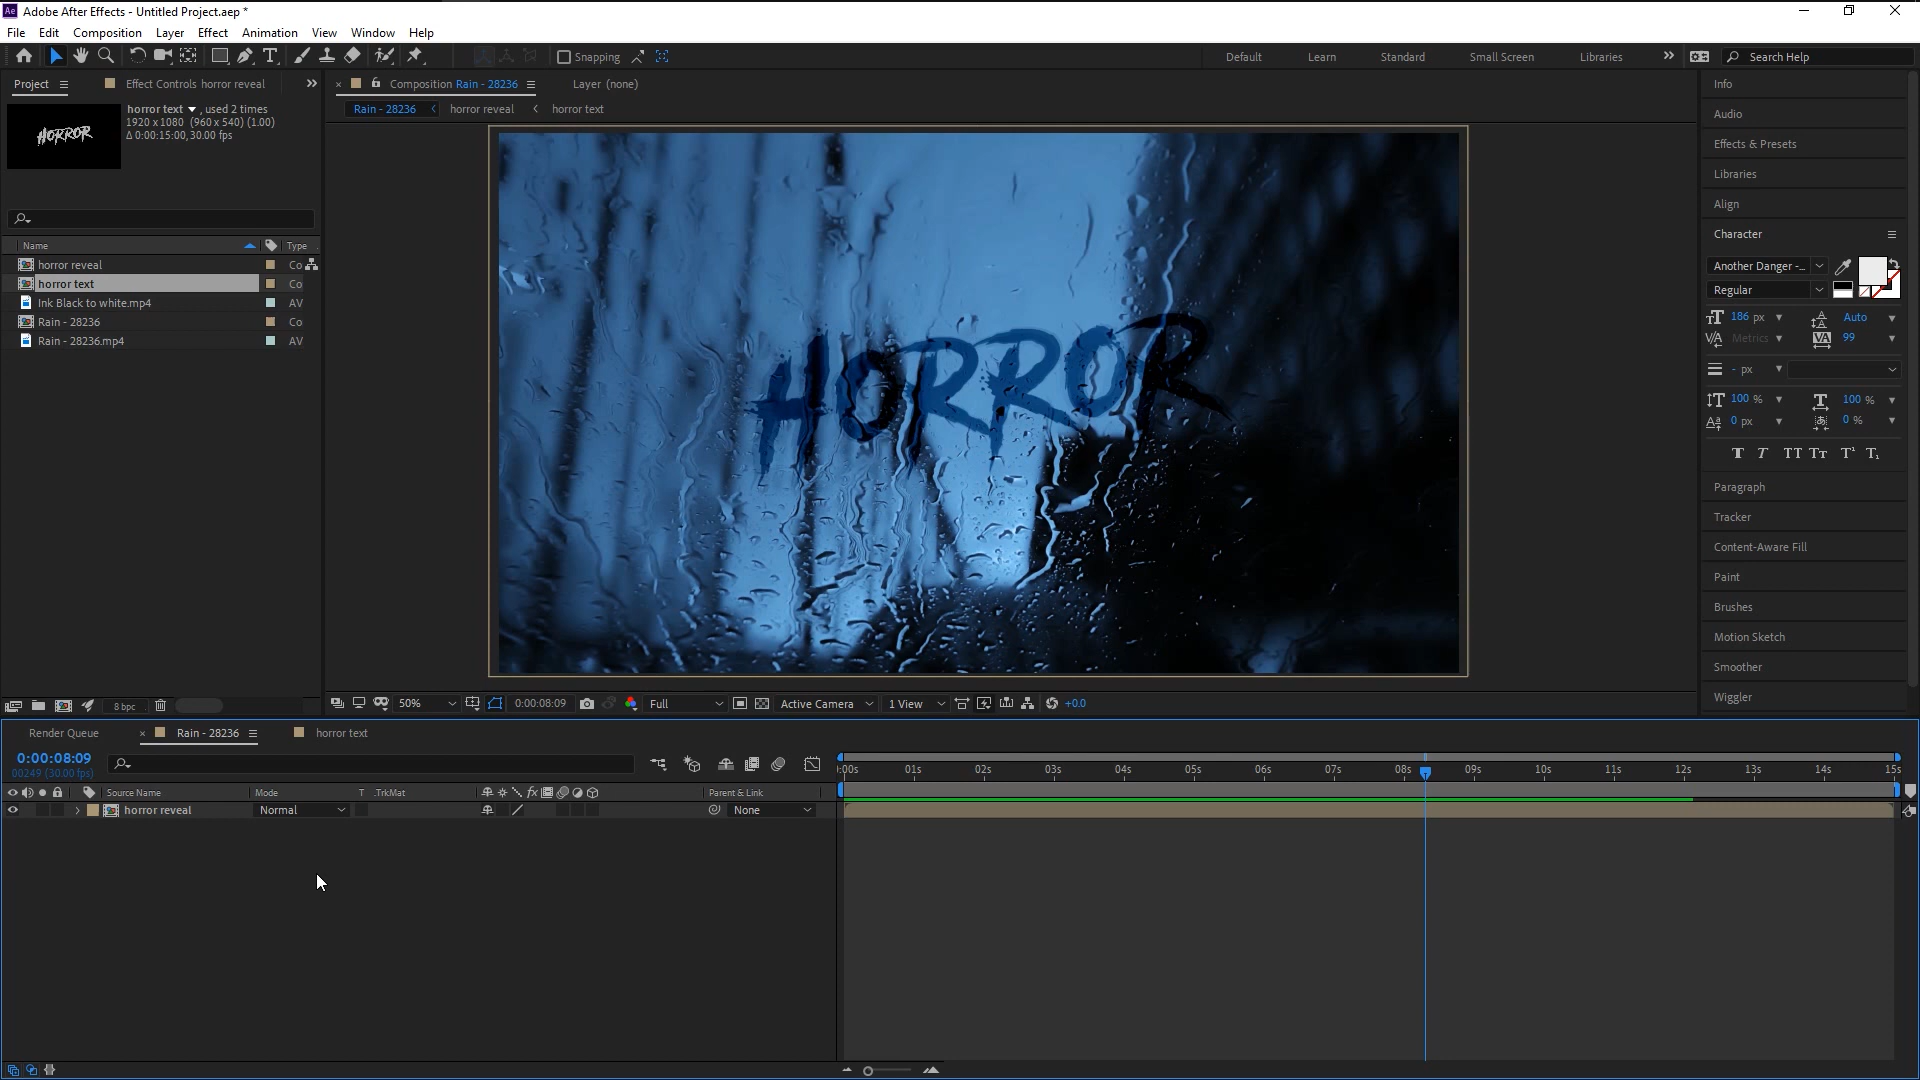 Adobe After Effects - Untitled Project.aep *
File Edit Composition Layer Effect Animation View Window Help
Snapping Default Learn Standard Small Screen Libraries Search Help
Project Effect Controls horror reveal
Composition Rain - 28236 Layer (none)
Rain - 28236 horror reveal horror text
horror text , used 2 times
1920 x 1080 (960 x 540) (1.00)
Δ 0:00:15:00, 30.00 fps
HORROR
Name Type
horror reveal Co
horror text Co
Ink Black to white.mp4 AV
Rain - 28236 Co
Rain - 28236.mp4 AV
8 bpc
HORROR
50% 0:00:08:09 Full Active Camera 1 View +0.0
Info
Audio
Effects & Presets
Libraries
Align
Character
Another Danger -...
Regular
186 px Auto
Metrics 99
- px
100 % 100 %
0 px 0 %
T T TT Tт T¹ T₁
Paragraph
Tracker
Content-Aware Fill
Paint
Brushes
Motion Sketch
Smoother
Wiggler
Render Queue Rain - 28236 horror text
0:00:08:09
00249 (30.00 fps)
:00s 01s 02s 03s 04s 05s 06s 07s 08s 09s 10s 11s 12s 13s 14s 15s
Source Name Mode T .TrkMat fx Parent & Link
horror reveal Normal None